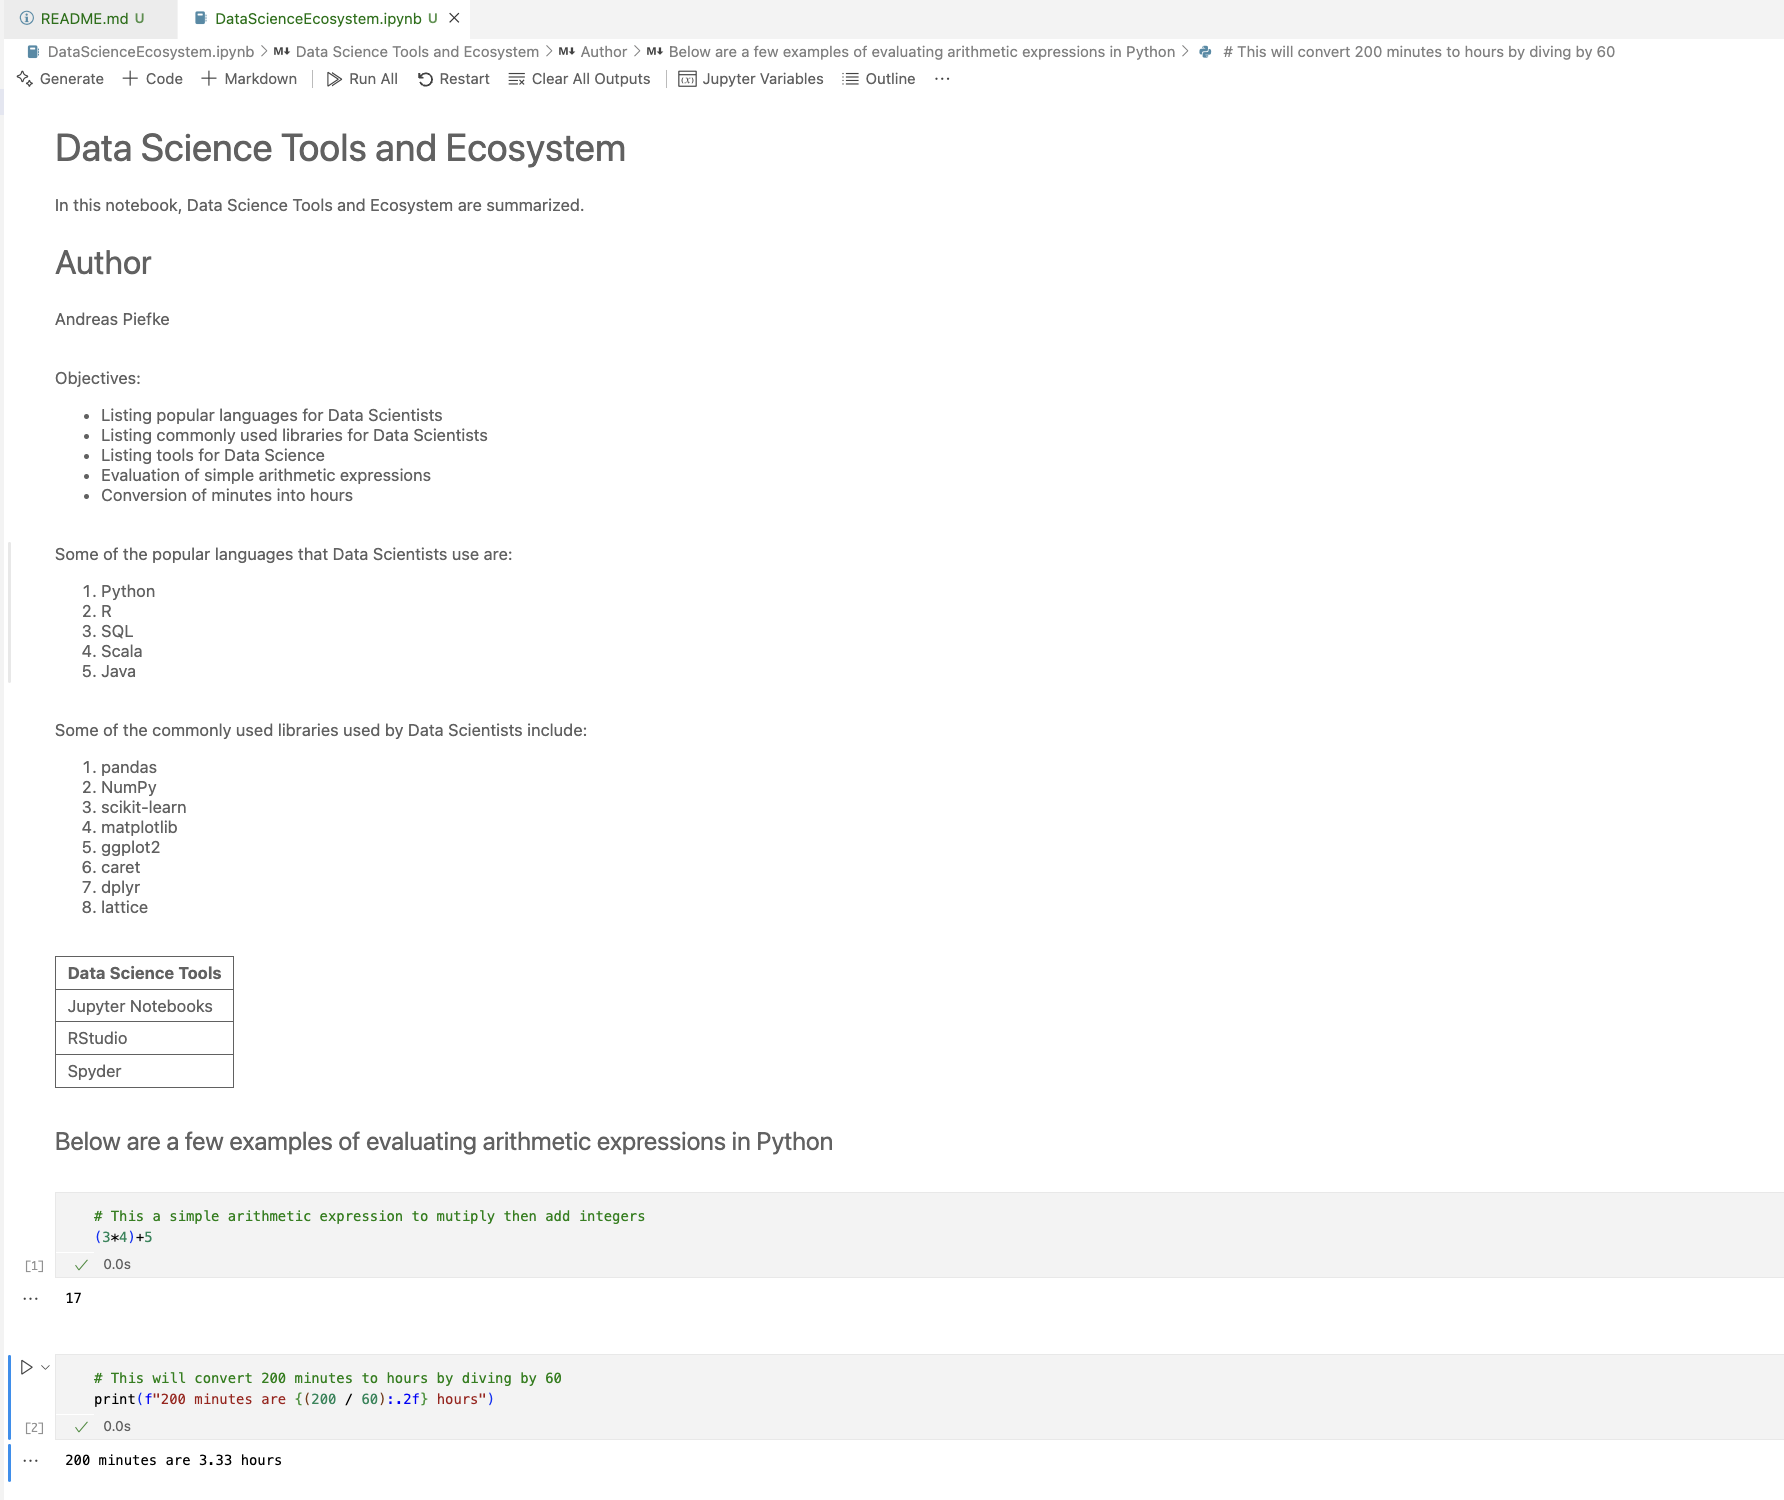 README.md U
DataScienceEcosystem.ipynb U
DataScienceEcosystem.ipynb > M↓ Data Science Tools and Ecosystem > M↓ Author > M↓ Below are a few examples of evaluating arithmetic expressions in Python > # This will convert 200 minutes to hours by diving by 60
Generate + Code + Markdown | Run All Restart Clear All Outputs | Jupyter Variables Outline ...
Data Science Tools and Ecosystem
In this notebook, Data Science Tools and Ecosystem are summarized.
Author
Andreas Piefke
Objectives:
• Listing popular languages for Data Scientists
• Listing commonly used libraries for Data Scientists
• Listing tools for Data Science
• Evaluation of simple arithmetic expressions
• Conversion of minutes into hours
Some of the popular languages that Data Scientists use are:
1. Python
2. R
3. SQL
4. Scala
5. Java
Some of the commonly used libraries used by Data Scientists include:
1. pandas
2. NumPy
3. scikit-learn
4. matplotlib
5. ggplot2
6. caret
7. dplyr
8. lattice
Data Science Tools
Jupyter Notebooks
RStudio
Spyder
Below are a few examples of evaluating arithmetic expressions in Python
# This a simple arithmetic expression to mutiply then add integers
(3*4)+5
[1] ✓ 0.0s
... 17
# This will convert 200 minutes to hours by diving by 60
print(f"200 minutes are {(200 / 60):.2f} hours")
[2] ✓ 0.0s
... 200 minutes are 3.33 hours